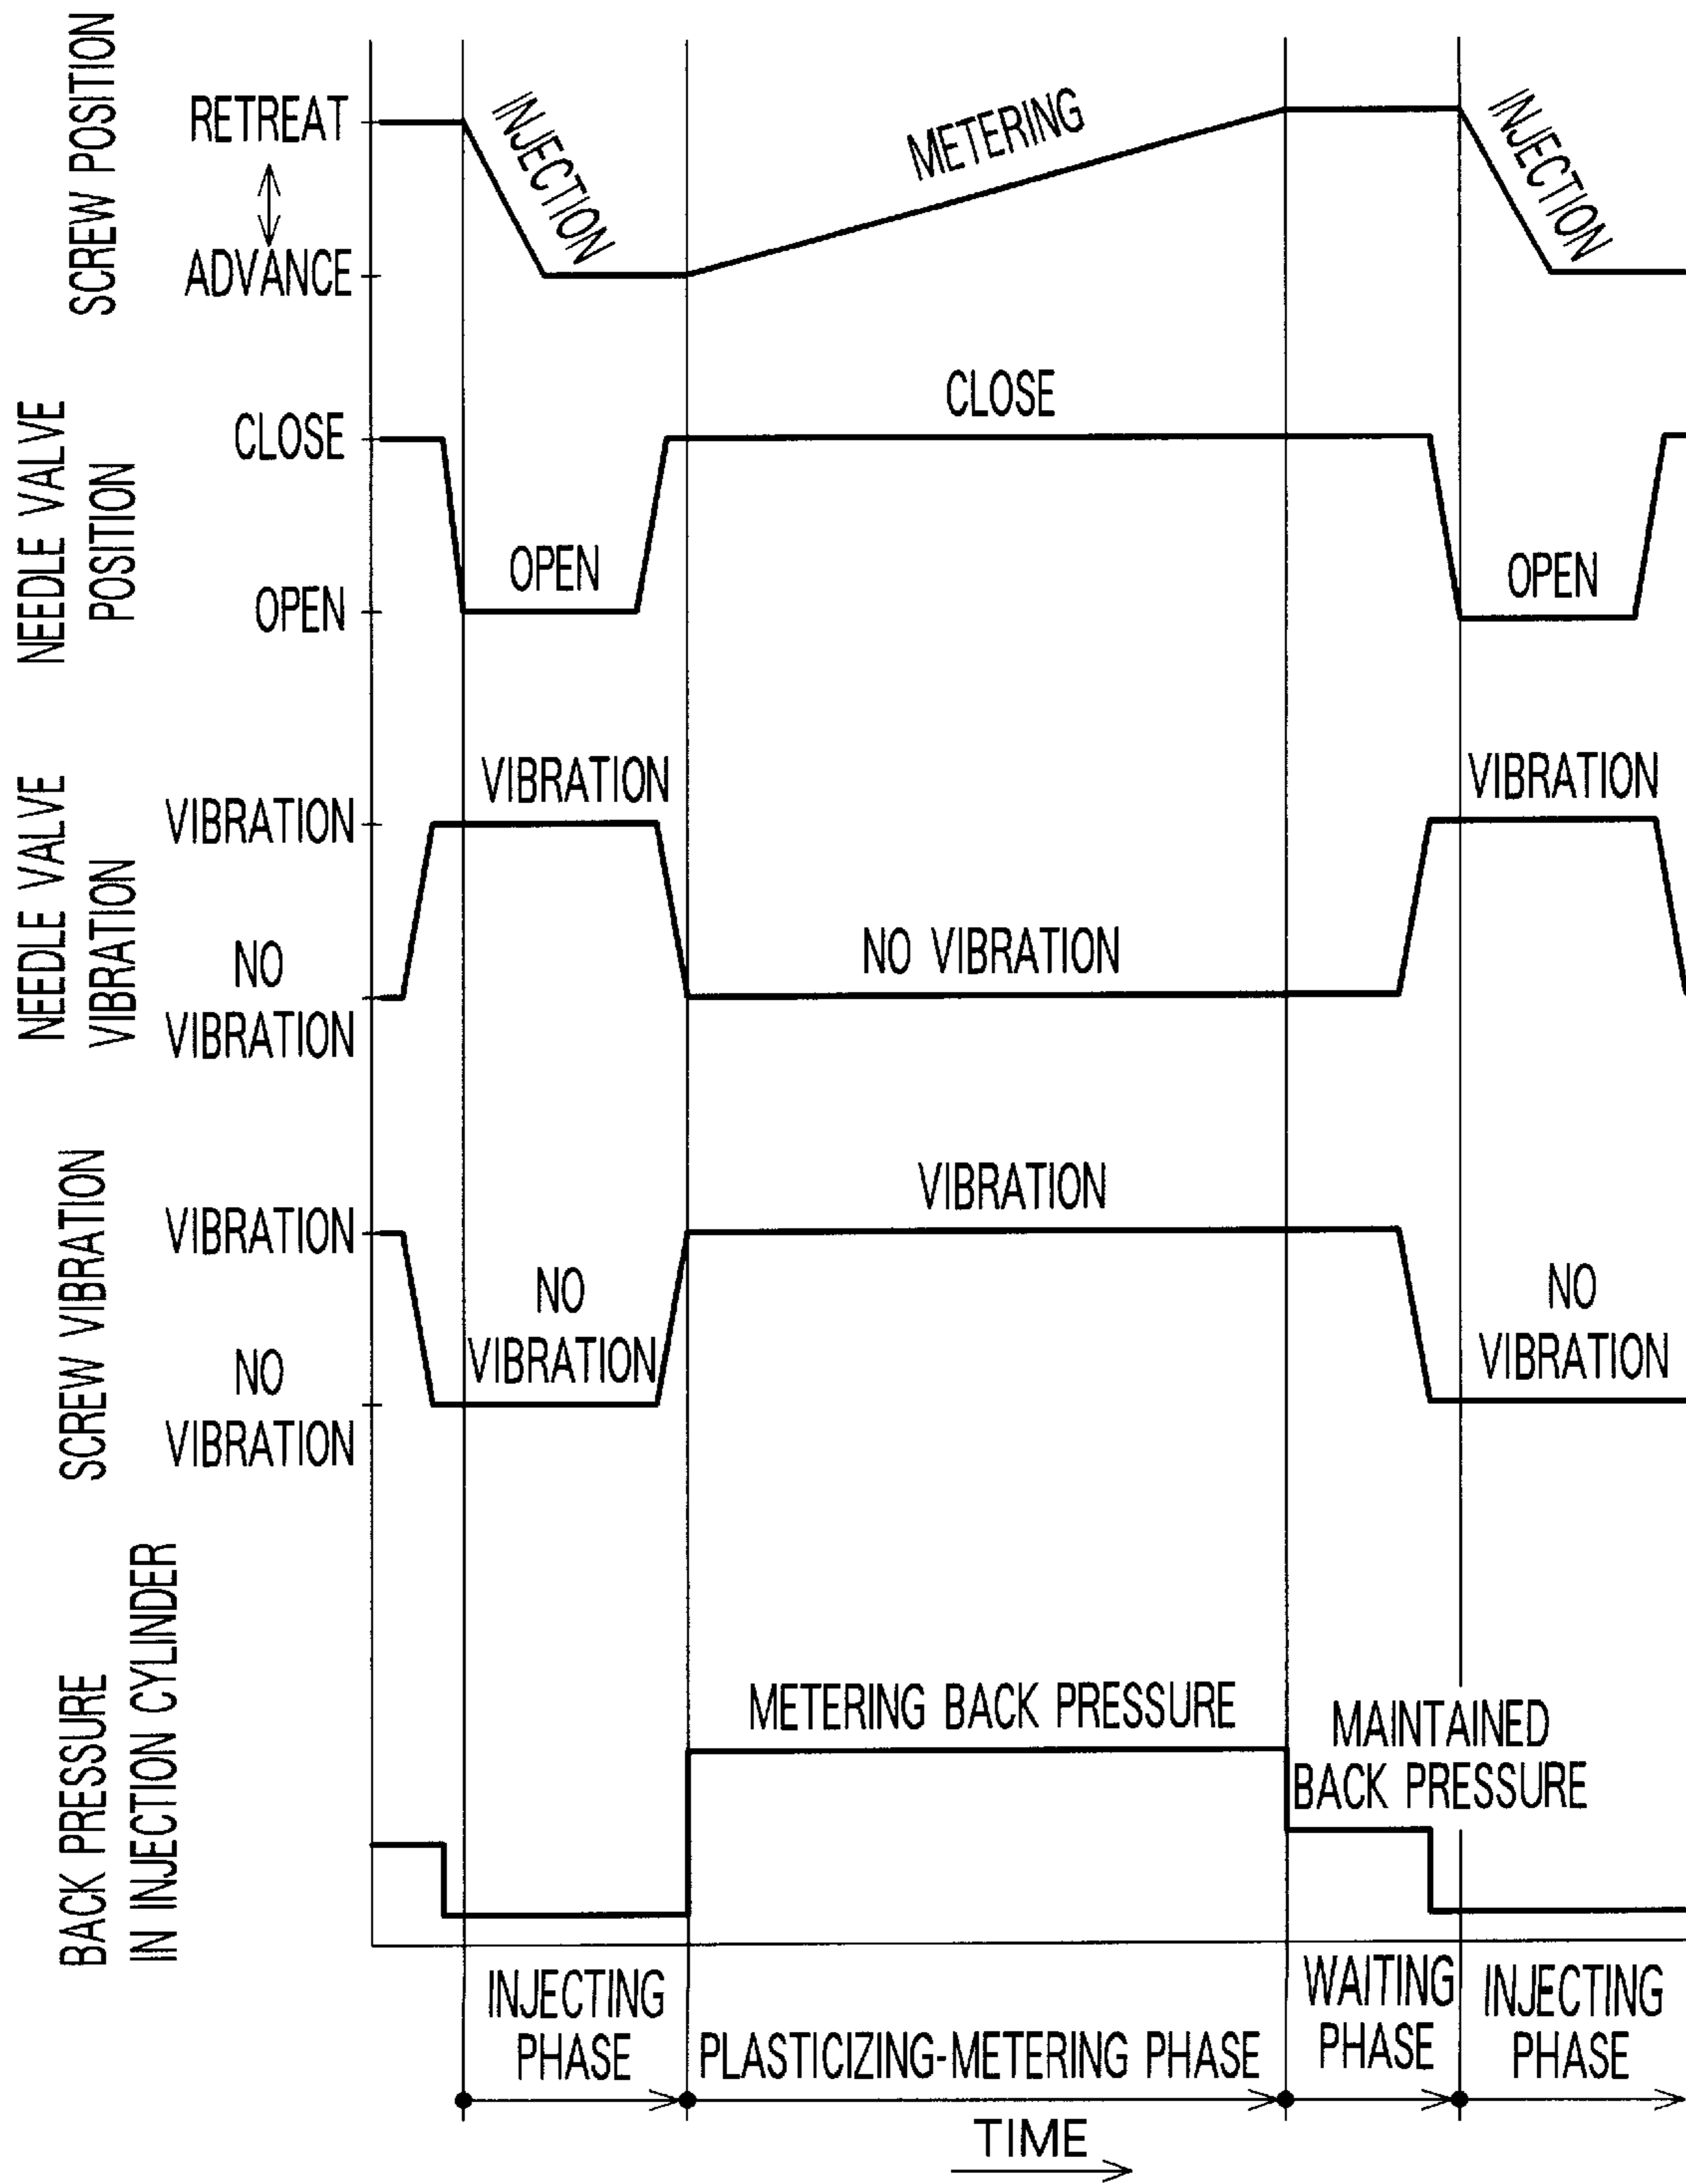 SCREW POSITION
RETREAT
ADVANCE
INJECTION
METERING
INJECTION
NEEDLE VALVE
POSITION
CLOSE
OPEN
OPEN
CLOSE
OPEN
NEEDLE VALVE
VIBRATION
VIBRATION
NO
VIBRATION
VIBRATION
NO VIBRATION
VIBRATION
SCREW VIBRATION
VIBRATION
NO
VIBRATION
NO
VIBRATION
VIBRATION
NO
VIBRATION
BACK PRESSURE
IN INJECTION CYLINDER
METERING BACK PRESSURE
MAINTAINED
BACK PRESSURE
INJECTING
PHASE
PLASTICIZING-METERING PHASE
WAITING
PHASE
INJECTING
PHASE
TIME